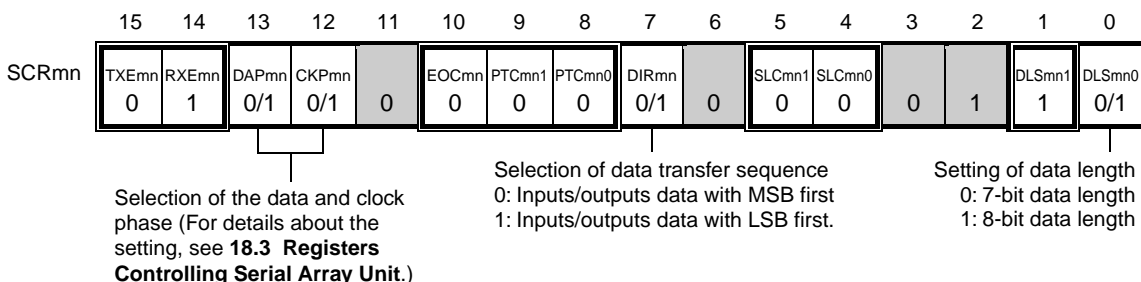 15 14 13 12 11 10 9 8 7 6 5 4 3 2 1 0
SCRmn TXEmn RXEmn DAPmn CKPmn EOCmn PTCmn1 PTCmn0 DIRmn SLCmn1 SLCmn0 DLSmn1 DLSmn0
0 1 0/1 0/1 0 0 0 0 0/1 0 0 0 0 1 1 0/1
Selection of the data and clock
phase (For details about the
setting, see 18.3 Registers
Controlling Serial Array Unit.)
Selection of data transfer sequence
0: Inputs/outputs data with MSB first
1: Inputs/outputs data with LSB first.
Setting of data length
0: 7-bit data length
1: 8-bit data length